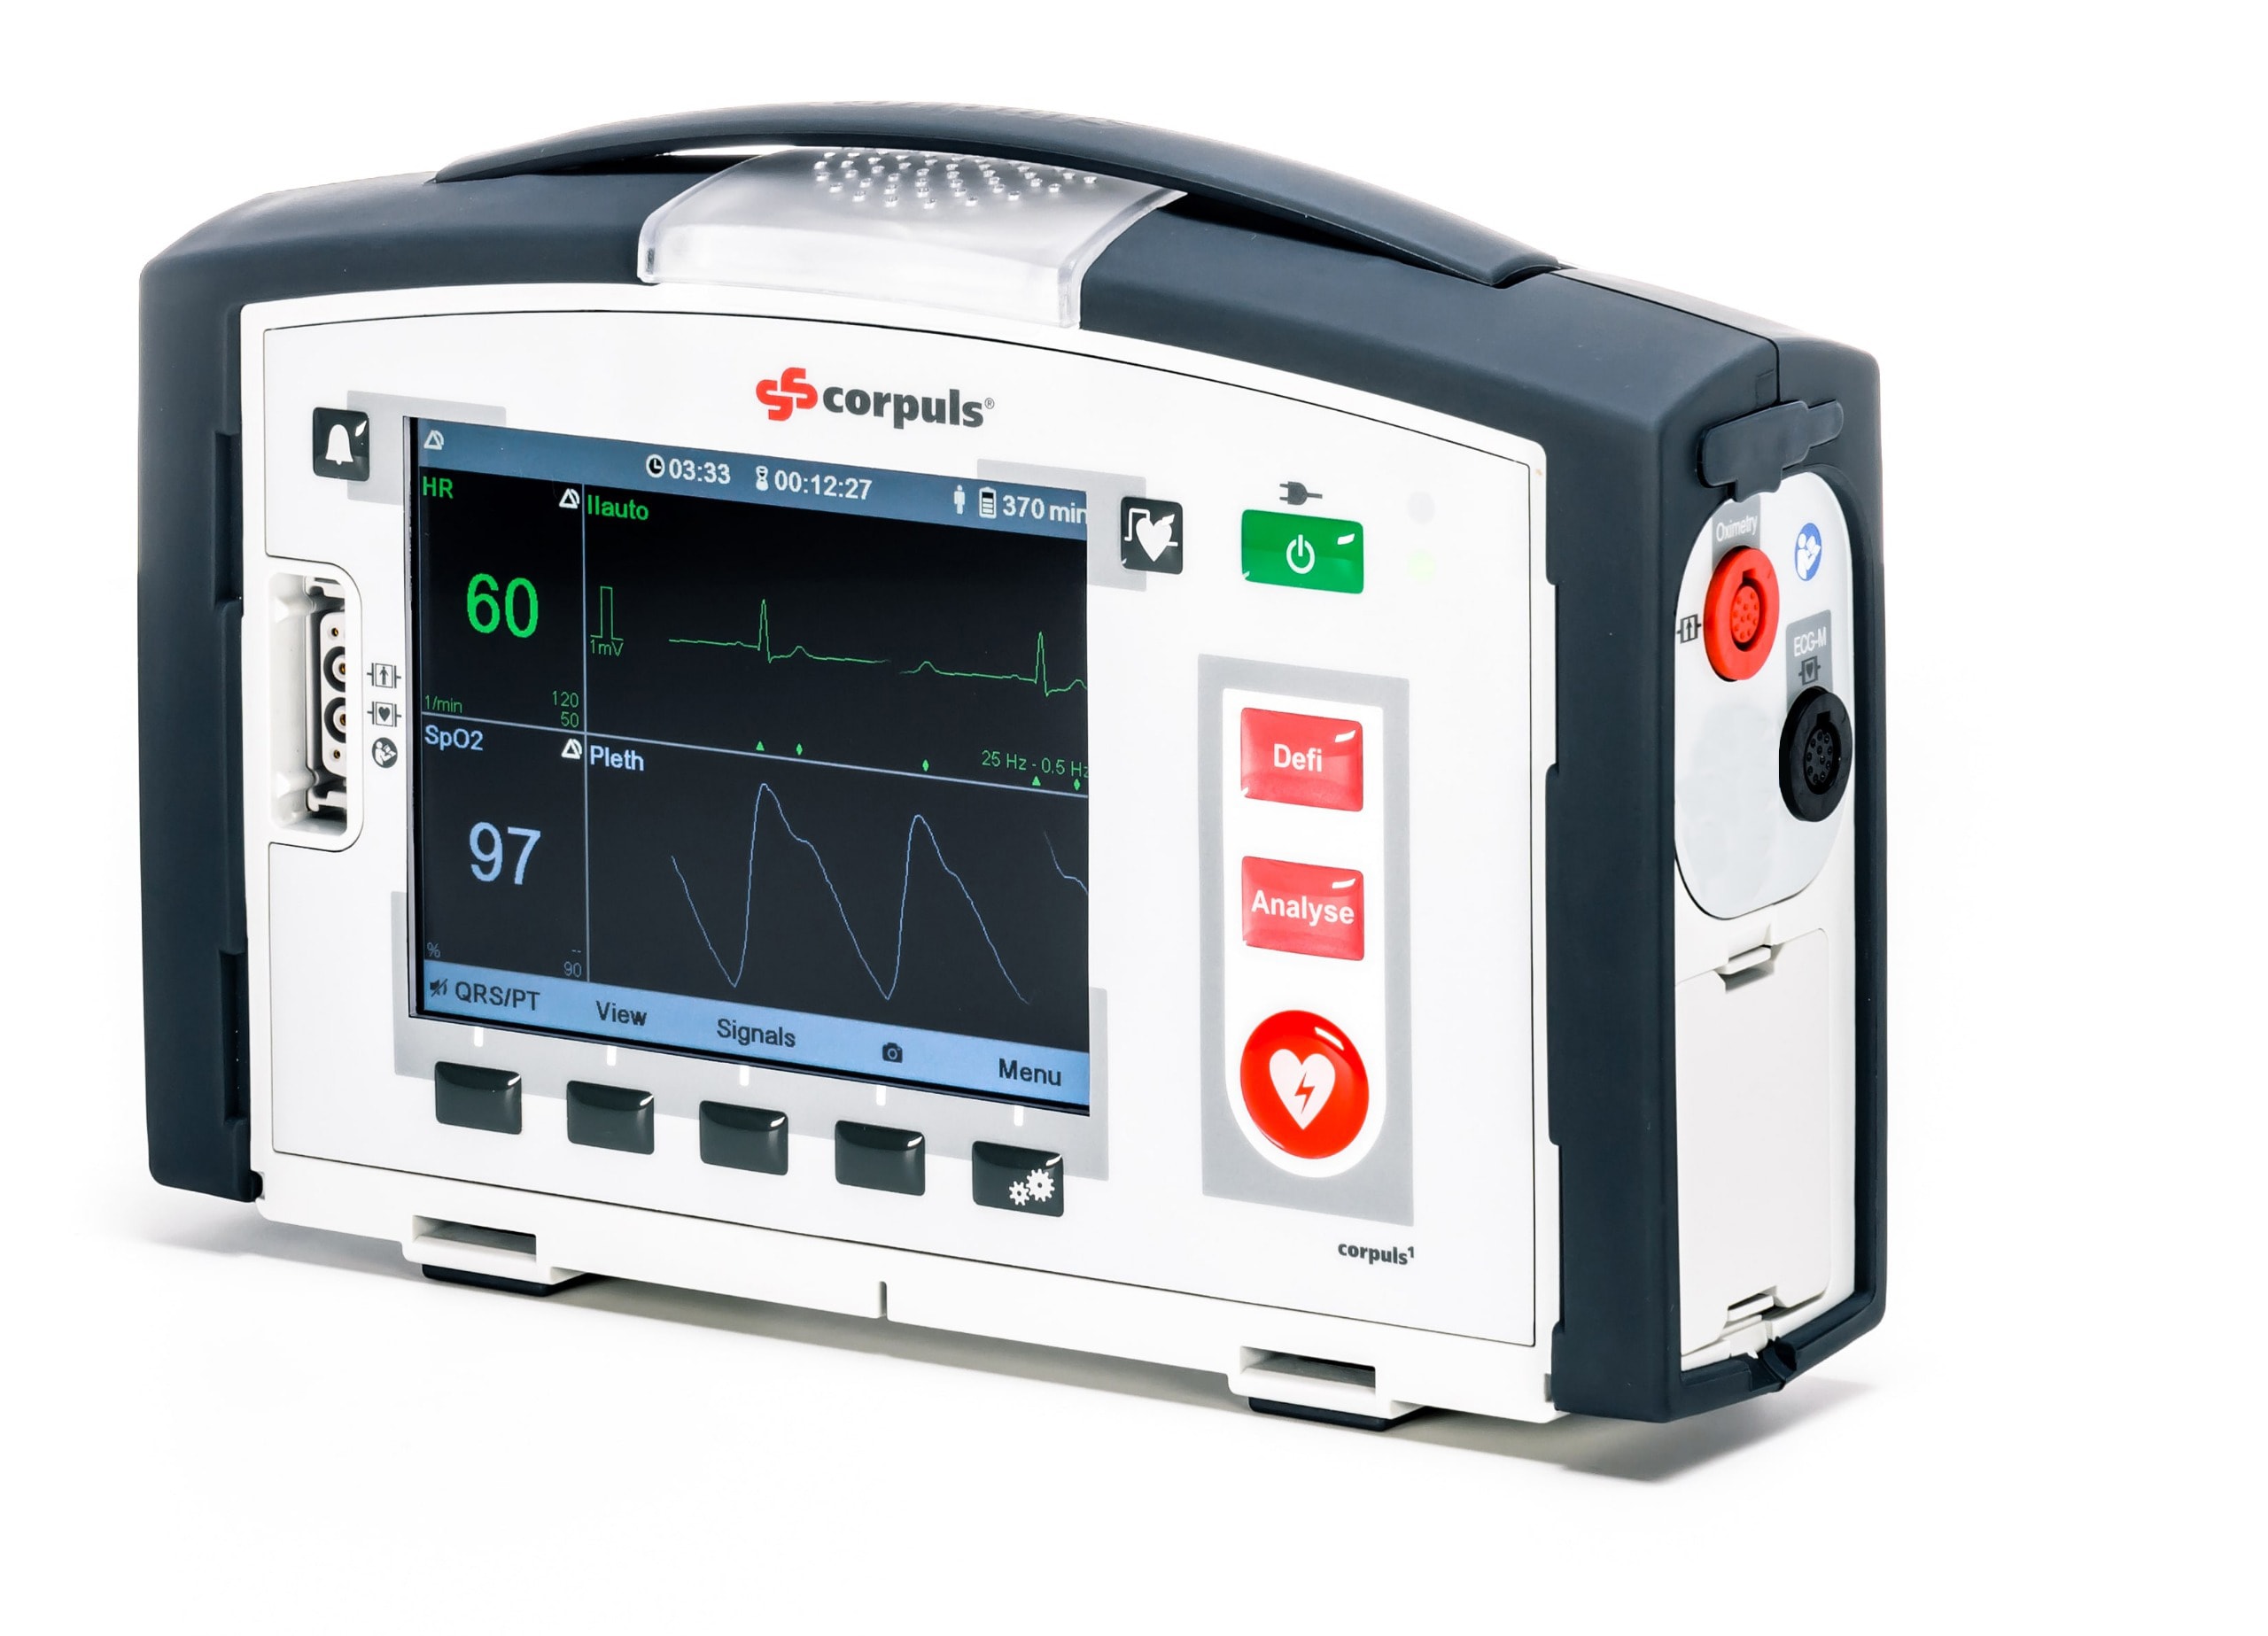 corpuls®
03:33 00:12:27 370 min
HR
IIauto
60
1mV
1/min
120
50
SpO2
Pleth
25 Hz - 0.5 Hz
97
%
--
90
QRS/PT View Signals Menu
Defi
Analyse
corpuls¹
Oximetry
ECG-M